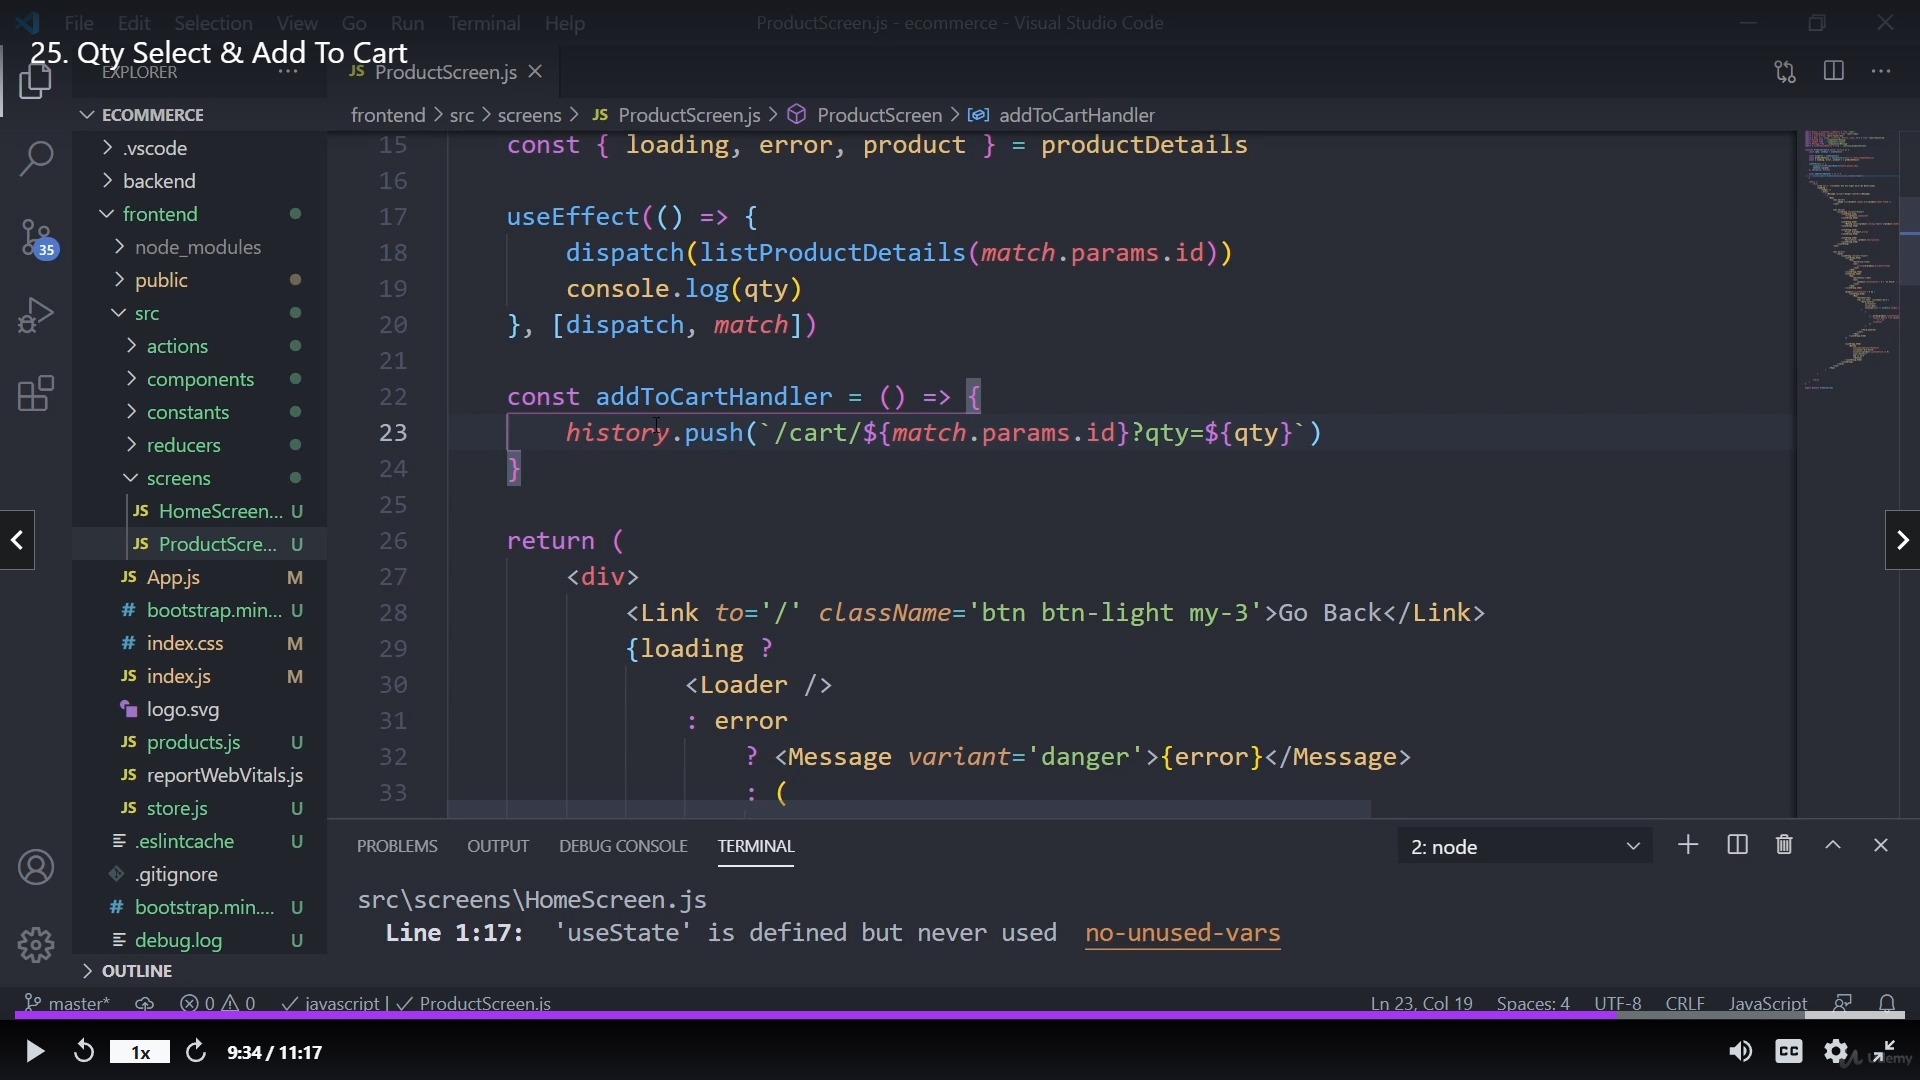 File Edit Selection View Go Run Terminal Help
ProductScreen.js - ecommerce - Visual Studio Code
25. Qty Select & Add To Cart
EXPLORER
JS ProductScreen.js
ECOMMERCE
frontend > src > screens > JS ProductScreen.js > ProductScreen > addToCartHandler
.vscode
backend
frontend
node_modules
public
src
actions
components
constants
reducers
screens
JS HomeScreen... U
JS ProductScre... U
JS App.js M
# bootstrap.min... U
# index.css M
JS index.js M
logo.svg
JS products.js U
JS reportWebVitals.js
JS store.js U
.eslintcache U
.gitignore
# bootstrap.min.... U
debug.log U
OUTLINE
35
15 const { loading, error, product } = productDetails
16
17 useEffect(() => {
18 dispatch(listProductDetails(match.params.id))
19 console.log(qty)
20 }, [dispatch, match])
21
22 const addToCartHandler = () => {
23 history.push(`/cart/${match.params.id}?qty=${qty}`)
24 }
25
26 return (
27 <div>
28 <Link to='/' className='btn btn-light my-3'>Go Back</Link>
29 {loading ?
30 <Loader />
31 : error
32 ? <Message variant='danger'>{error}</Message>
33 : (
PROBLEMS OUTPUT DEBUG CONSOLE TERMINAL 2: node
src\screens\HomeScreen.js
Line 1:17: 'useState' is defined but never used no-unused-vars
master* 0 0 javascript | ProductScreen.js Ln 23, Col 19 Spaces: 4 UTF-8 CRLF JavaScript
1x 9:34 / 11:17 CC Udemy